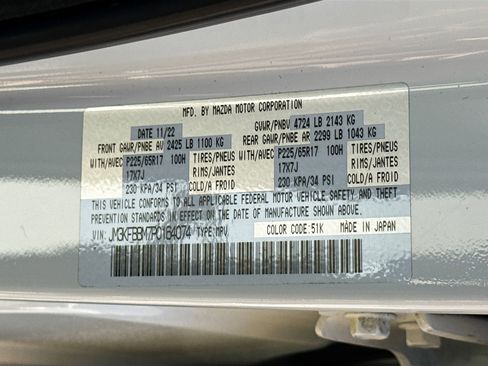 MFD. BY MAZDA MOTOR CORPORATION
DATE 11/22 GVWR/PNBV 4724 LB 2143 KG
FRONT GAWR/PNBE AV 2425 LB 1100 KG REAR GAWR/PNBE AR 2299 LB 1043 KG
WITH/AVEC P225/65R17 100H TIRES/PNEUS WITH/AVEC P225/65R17 100H TIRES/PNEUS
17X7J RIMS/JANTES 17X7J RIMS/JANTES
230 KPA/34 PSI COLD/A FROID 230 KPA/34 PSI COLD/A FROID
THIS VEHICLE CONFORMS TO ALL APPLICABLE FEDERAL MOTOR VEHICLE SAFETY AND THEFT
PREVENTION STANDARDS IN EFFECT ON THE DATE OF MANUFACTURE SHOWN ABOVE.
VIN: TYPE:MPV COLOR CODE:51K MADE IN JAPAN